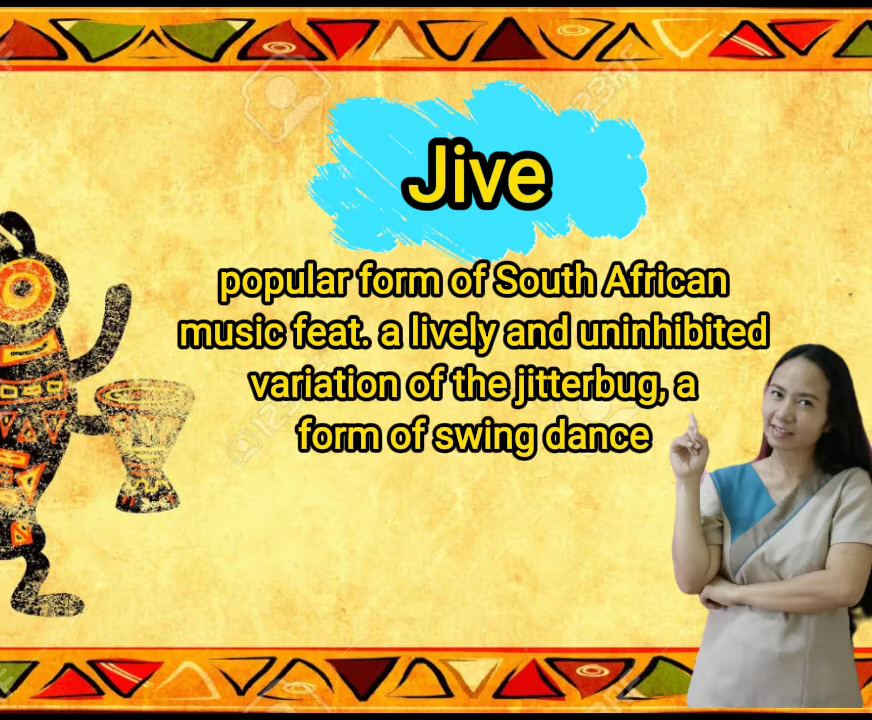 Jive
popular form of South African
music feat. a lively and uninhibited
variation of the jitterbug, a
form of swing dance